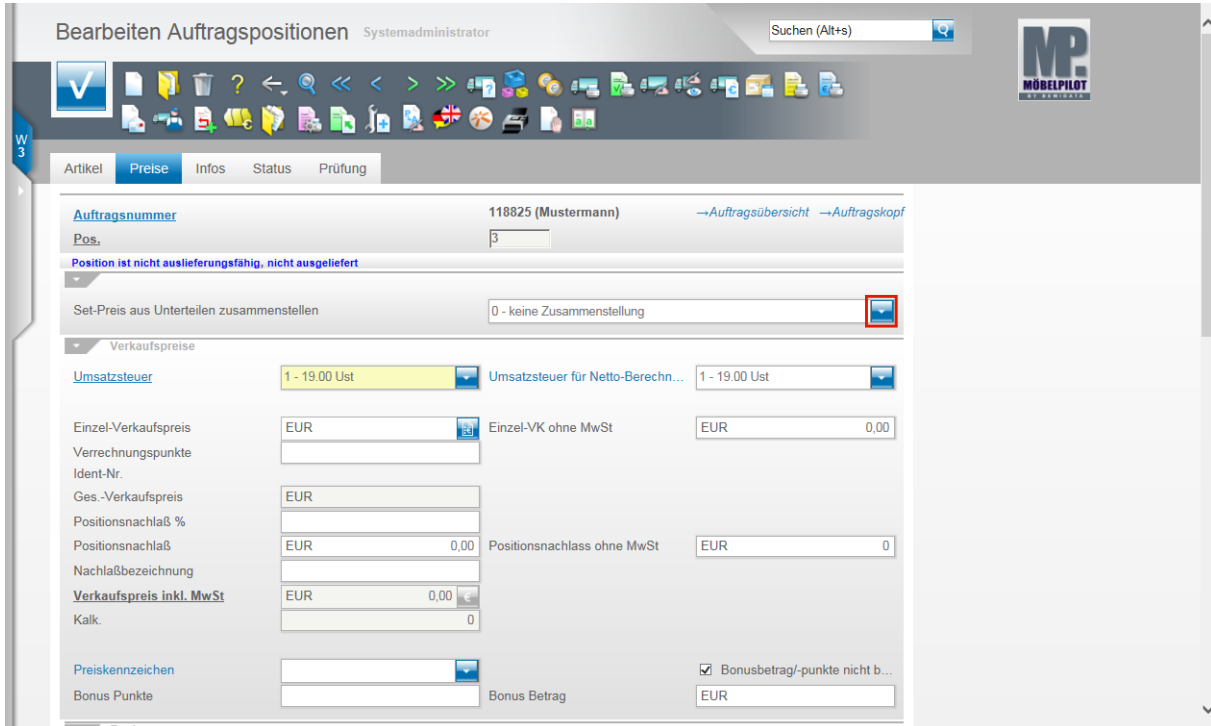 Bearbeiten Auftragspositionen Systemadministrator
Suchen (Alt+s)
MP.
MÖBELPILOT
W
3
Artikel Preise Infos Status Prüfung
Auftragsnummer 118825 (Mustermann) →Auftragsübersicht →Auftragskopf
Pos. 3
Position ist nicht auslieferungsfähig, nicht ausgeliefert
Set-Preis aus Unterteilen zusammenstellen 0 - keine Zusammenstellung
Verkaufspreise
Umsatzsteuer 1 - 19.00 Ust Umsatzsteuer für Netto-Berechn... 1 - 19.00 Ust
Einzel-Verkaufspreis EUR Einzel-VK ohne MwSt EUR 0,00
Verrechnungspunkte
Ident-Nr.
Ges.-Verkaufspreis EUR
Positionsnachlaß %
Positionsnachlaß EUR 0,00 Positionsnachlass ohne MwSt EUR 0
Nachlaßbezeichnung
Verkaufspreis inkl. MwSt EUR 0,00 €
Kalk. 0
Preiskennzeichen Bonusbetrag/-punkte nicht b...
Bonus Punkte Bonus Betrag EUR